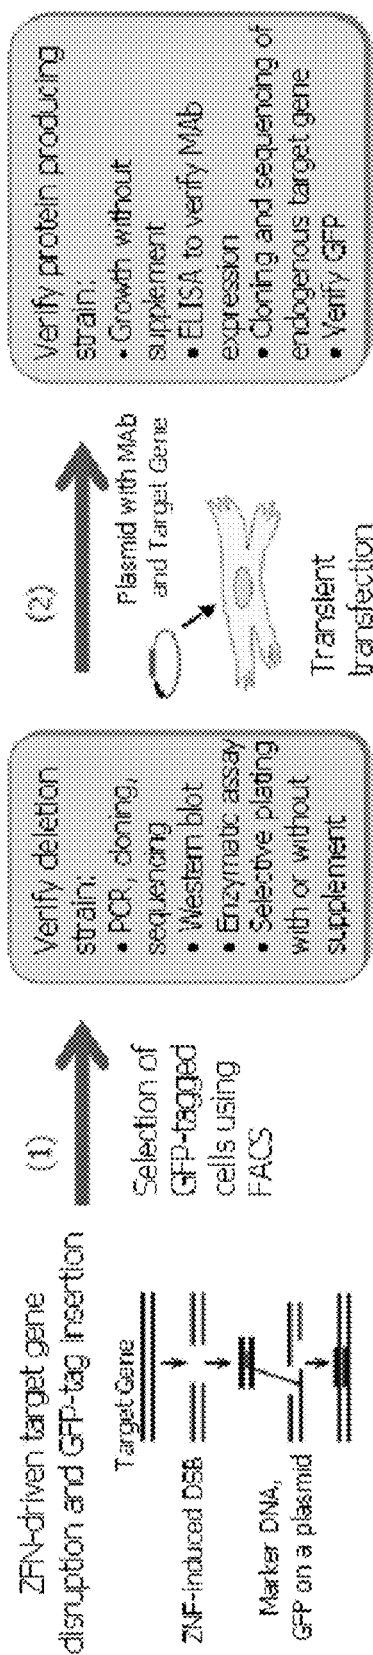 ZFN-driven target gene
disruption and GFP-tag insertion
Target Gene
ZNF-induced DSB
Marker DNA,
GFP on a plasmid
(1)
Selection of
GFP-tagged
cells using
FACS
Verify deletion
strain:
• PCR, cloning,
sequencing
• Western blot
• Enzymatic assay
• Selective plating
with or without
supplement
(2)
Plasmid with MAb
and Target Gene
Transient
transfection
Verify protein producing
strain:
• Growth without
supplement
• ELISA to verify MAb
expression
• Cloning and sequencing of
endogenous target gene
• Verify GFP